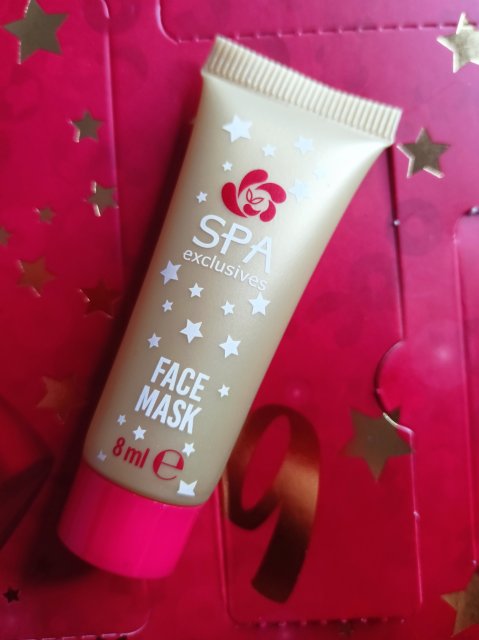 SPA
exclusives
FACE
MASK
8 ml ℮
9